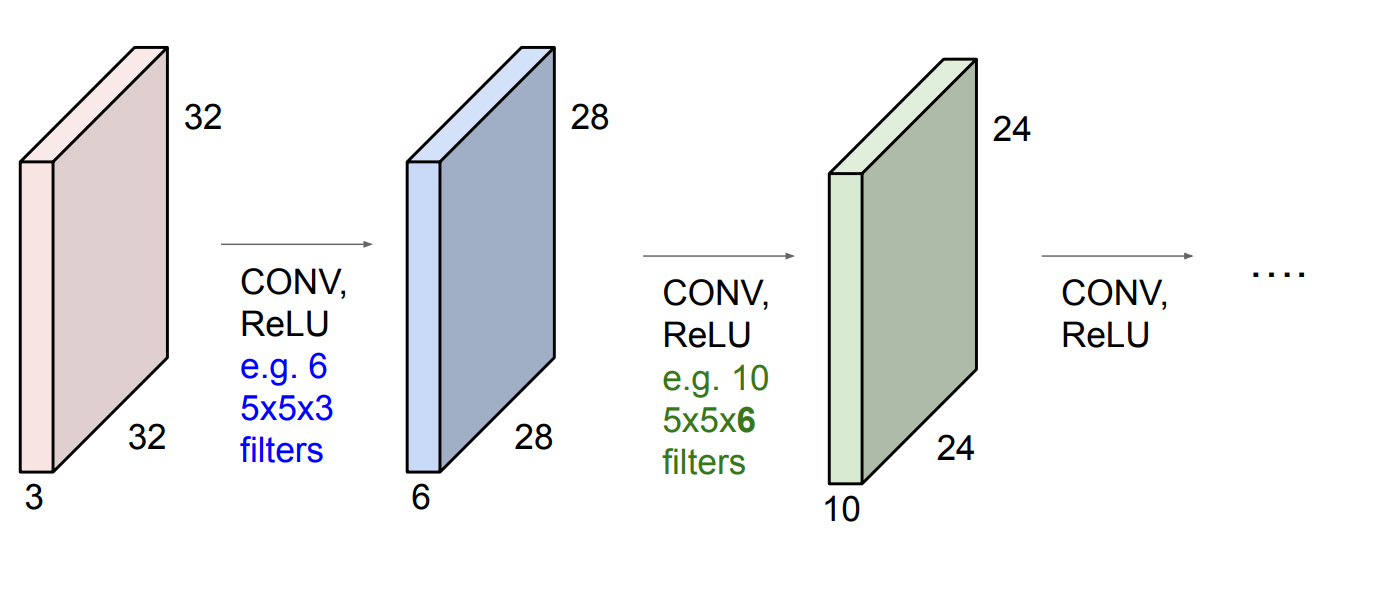 32
32
3
CONV,
ReLU
e.g. 6
5x5x3
filters
28
28
6
CONV,
ReLU
e.g. 10
5x5x6
filters
24
24
10
CONV,
ReLU
....